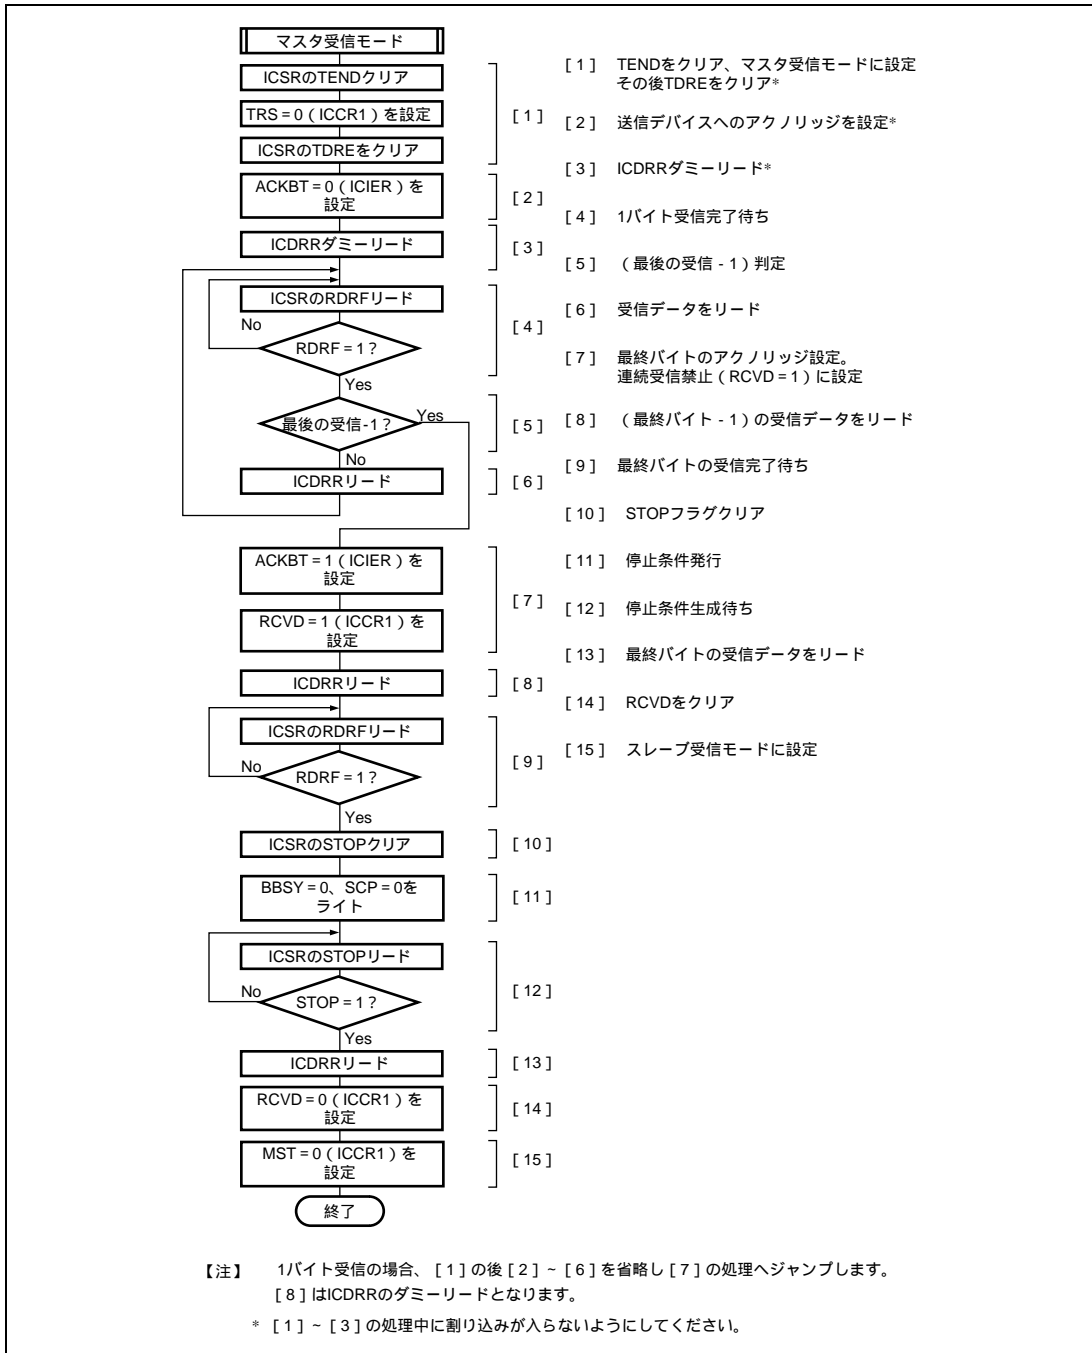 マスタ受信モード
ICSRのTENDクリア
TRS = 0 ( ICCR1 ) を設定
ICSRのTDREをクリア
[ 1 ]
ACKBT = 0 ( ICIER ) を
設定
[ 2 ]
ICDRRダミーリード
[ 3 ]
ICSRのRDRFリード
No
RDRF = 1 ?
[ 4 ]
Yes
最後の受信-1 ?
Yes
[ 5 ]
No
ICDRRリード
[ 6 ]
ACKBT = 1 ( ICIER ) を
設定
RCVD = 1 ( ICCR1 ) を
設定
[ 7 ]
ICDRRリード
[ 8 ]
ICSRのRDRFリード
No
RDRF = 1 ?
[ 9 ]
Yes
ICSRのSTOPクリア
[ 10 ]
BBSY = 0、SCP = 0を
ライト
[ 11 ]
ICSRのSTOPリード
No
STOP = 1 ?
[ 12 ]
Yes
ICDRRリード
[ 13 ]
RCVD = 0 ( ICCR1 ) を
設定
[ 14 ]
MST = 0 ( ICCR1 ) を
設定
[ 15 ]
終了
[ 1 ] TENDをクリア、マスタ受信モードに設定
その後TDREをクリア*
[ 2 ] 送信デバイスへのアクノリッジを設定*
[ 3 ] ICDRRダミーリード*
[ 4 ] 1バイト受信完了待ち
[ 5 ] （最後の受信 - 1）判定
[ 6 ] 受信データをリード
[ 7 ] 最終バイトのアクノリッジ設定。
連続受信禁止（RCVD = 1）に設定
[ 8 ] （最終バイト - 1）の受信データをリード
[ 9 ] 最終バイトの受信完了待ち
[ 10 ] STOPフラグクリア
[ 11 ] 停止条件発行
[ 12 ] 停止条件生成待ち
[ 13 ] 最終バイトの受信データをリード
[ 14 ] RCVDをクリア
[ 15 ] スレーブ受信モードに設定
【注】 1バイト受信の場合、[ 1 ] の後 [ 2 ] ~ [ 6 ] を省略し [ 7 ] の処理へジャンプします。
[ 8 ] はICDRRのダミーリードとなります。
* [ 1 ] ~ [ 3 ] の処理中に割り込みが入らないようにしてください。